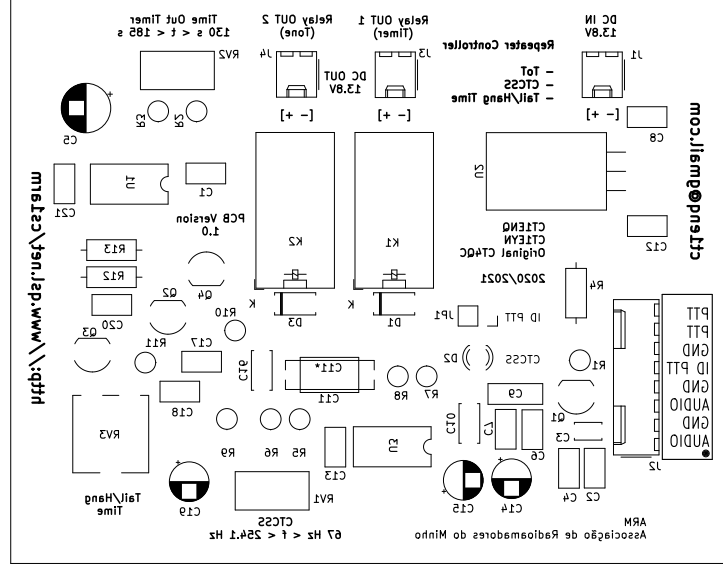 Time Out Timer
130 s < t < 185 s
Relay OUT 2
(Tone)
Relay OUT 1
(Timer)
DC IN
13.8V
Repeater Controller
- ToT
- CTCSS
- Tail/Hang Time
RV2
J4
J3
J1
DC OUT
13.8V
[- +]
[- +]
[- +]
C5
R3
R2
C8
U1
C1
C21
U2
K2
K1
PCB Version
1.0
CT1ENQ
CT1EYN
Original CT4QC
2020/2021
C12
ct1enq@gmail.com
http://www.qsl.net/cs1arm
R13
R12
C20
Q4
Q2
R10
K
D3
K
D1
JP1
ID PTT
R4
Q3
R11
C17
C16
C11*
C11
R8
R7
D2
CTCSS
R1
C18
C9
Q1
PTT
PTT
GND
ID PTT
GND
AUDIO
GND
AUDIO
J2
RV3
R9
R6
R5
C13
U3
C10
C7
C6
C3
C4
C2
Tail/Hang
Time
C19
RV1
CTCSS
67 Hz < f < 254.1 Hz
C15
C14
ARM
Associação de Radioamadores do Minho